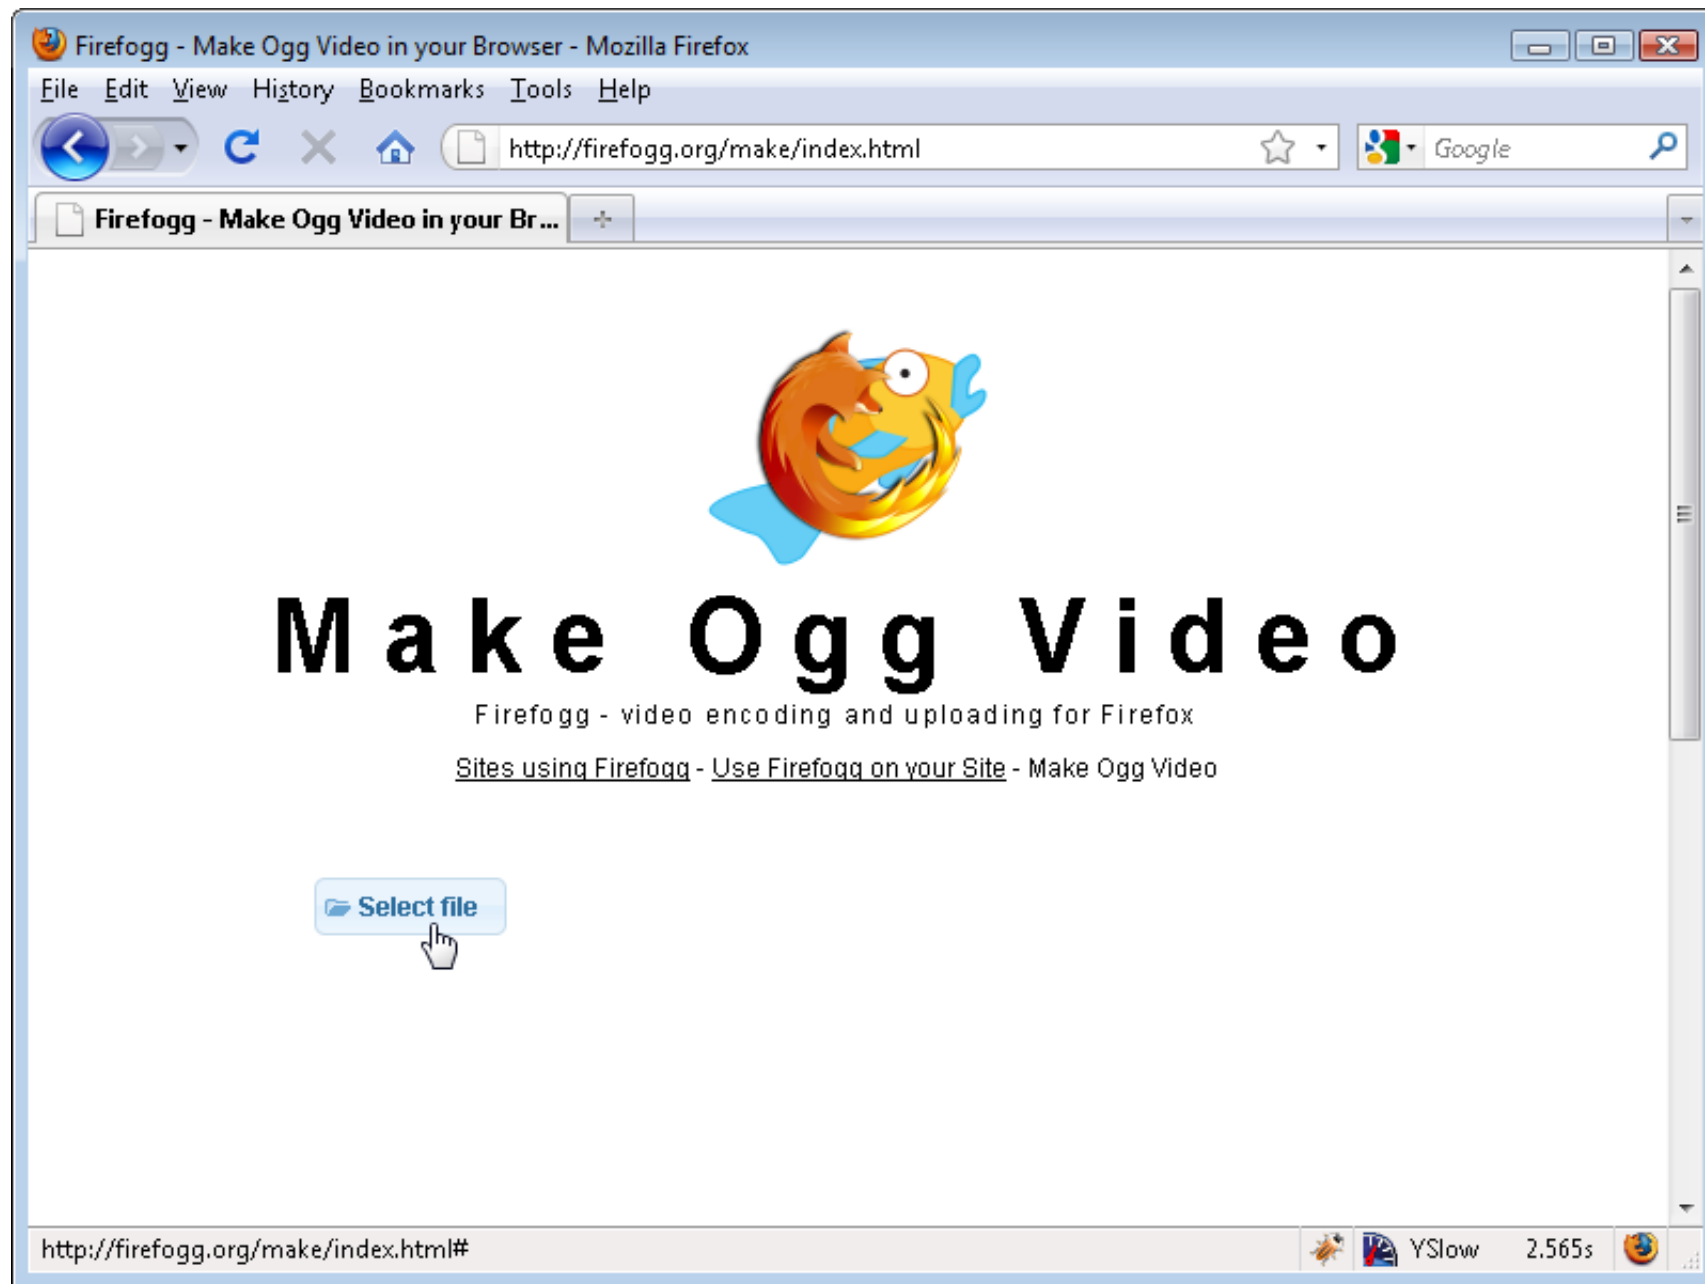 Firefogg - Make Ogg Video in your Browser - Mozilla Firefox
File Edit View History Bookmarks Tools Help
http://firefogg.org/make/index.html Google
Firefogg - Make Ogg Video in your Br...
Make Ogg Video
Firefogg - video encoding and uploading for Firefox
Sites using Firefogg - Use Firefogg on your Site - Make Ogg Video
Select file
http://firefogg.org/make/index.html# YSlow 2.565s